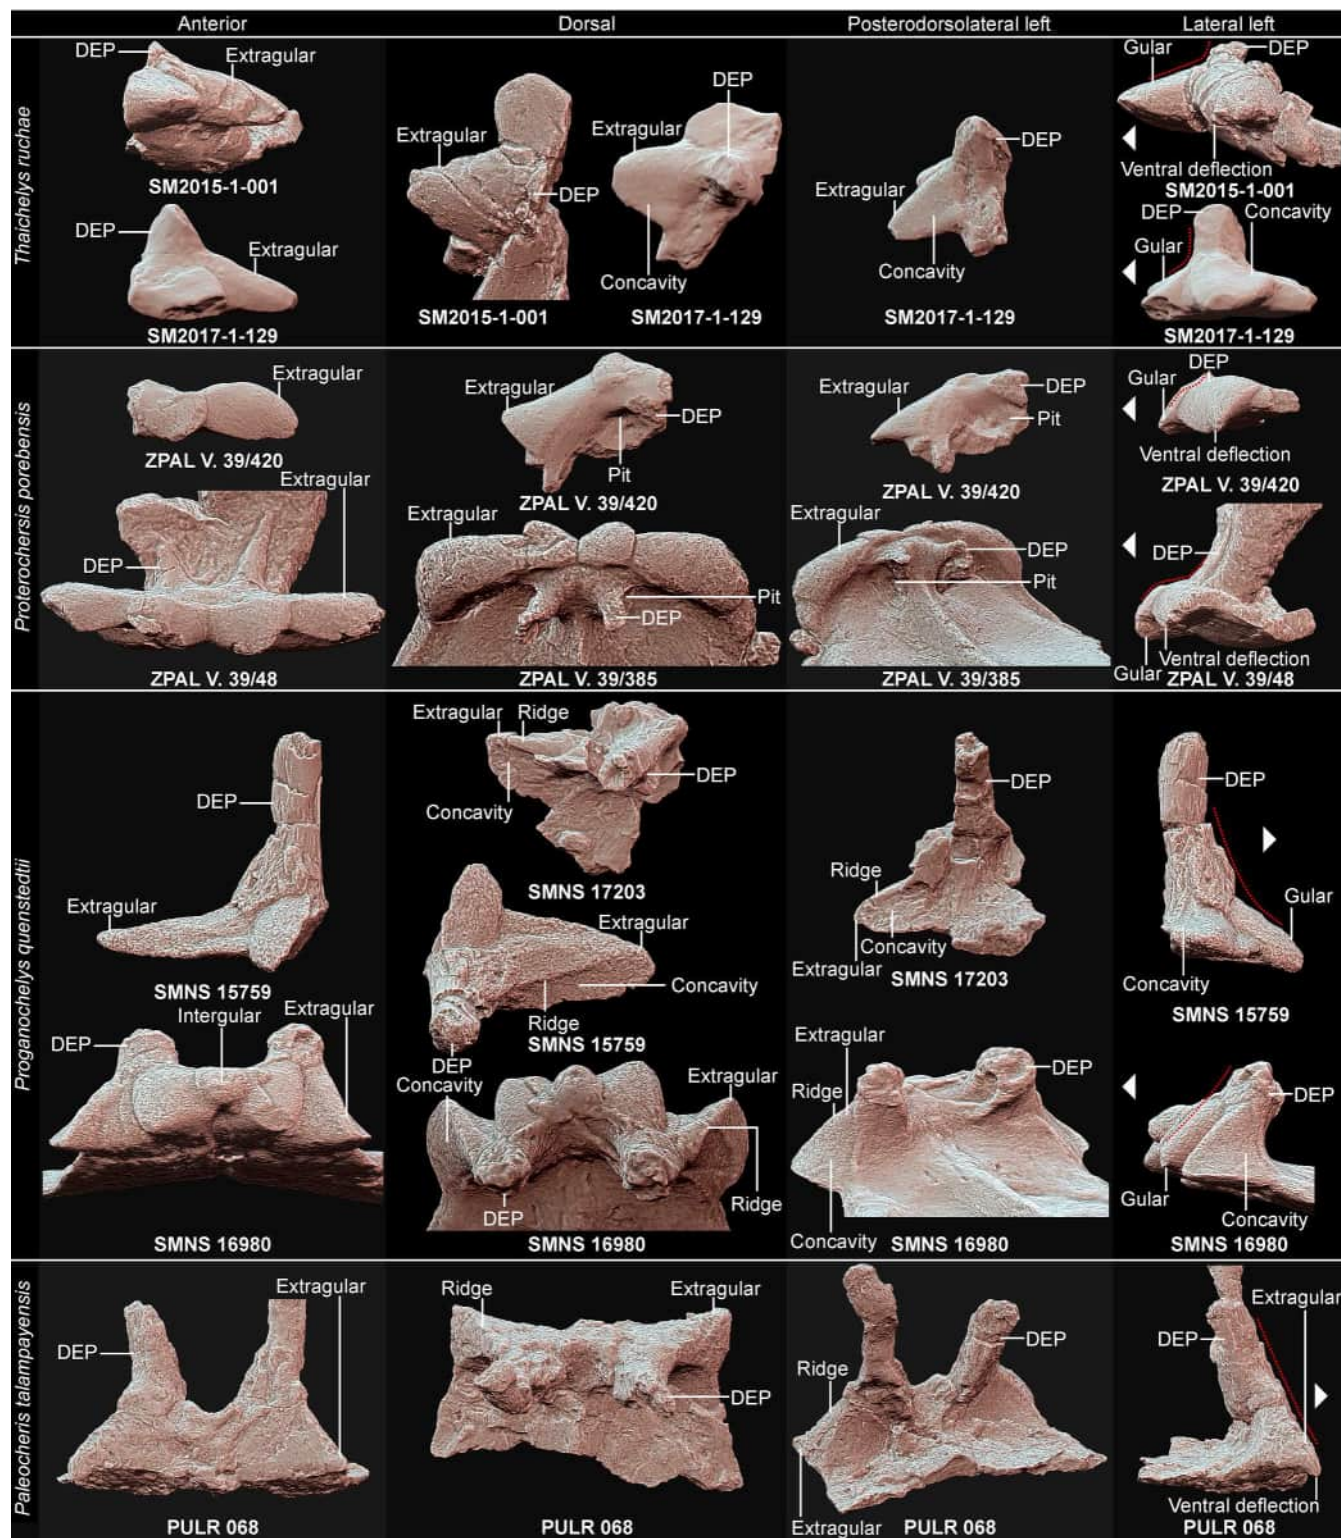 Anterior
Dorsal
Posterodorsolateral left
Lateral left
Thaichelys ruchae
DEP
Extragular
SM2015-1-001
DEP
Extragular
SM2017-1-129
Extragular
DEP
SM2015-1-001
DEP
Extragular
Concavity
SM2017-1-129
DEP
Extragular
Concavity
SM2017-1-129
Gular
DEP
Ventral deflection
SM2015-1-001
DEP
Concavity
Gular
SM2017-1-129
Proterochersis porebensis
Extragular
ZPAL V. 39/420
Extragular
DEP
ZPAL V. 39/48
Extragular
DEP
Pit
ZPAL V. 39/420
Extragular
Pit
DEP
ZPAL V. 39/385
Extragular
DEP
Pit
ZPAL V. 39/420
Extragular
DEP
Pit
ZPAL V. 39/385
DEP
Gular
Ventral deflection
ZPAL V. 39/420
DEP
Ventral deflection
Gular
ZPAL V. 39/48
Proganochelys quenstedtii
DEP
Extragular
SMNS 15759
Intergular
Extragular
DEP
SMNS 16980
Extragular
Ridge
DEP
Concavity
SMNS 17203
Extragular
Concavity
Ridge
SMNS 15759
DEP
Concavity
Extragular
Ridge
DEP
SMNS 16980
DEP
Ridge
Concavity
Extragular
SMNS 17203
Extragular
DEP
Ridge
Concavity
SMNS 16980
DEP
Gular
Concavity
SMNS 15759
DEP
Gular
Concavity
SMNS 16980
Paleocheris talampayensis
Extragular
DEP
PULR 068
Ridge
Extragular
DEP
PULR 068
DEP
Ridge
Extragular
PULR 068
Extragular
DEP
Ventral deflection
PULR 068